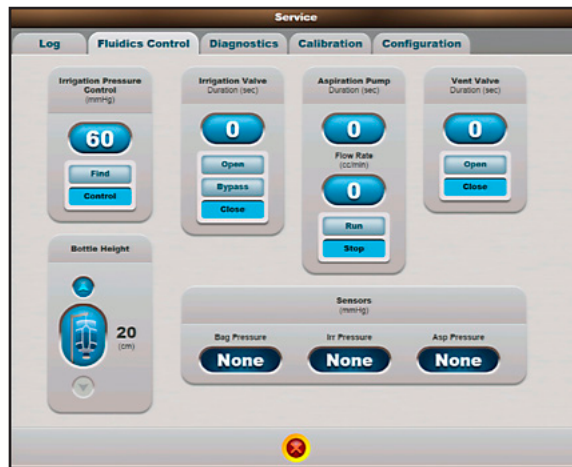 Service
Log
Fluidics Control
Diagnostics
Calibration
Configuration
Irrigation Pressure
Control
(mmHg)
60
Find
Control
Irrigation Valve
Duration (sec)
0
Open
Bypass
Close
Aspiration Pump
Duration (sec)
0
Flow Rate
(cc/min)
0
Run
Stop
Vent Valve
Duration (sec)
0
Open
Close
Bottle Height
20
(cm)
Sensors
(mmHg)
Bag Pressure
Irr Pressure
Asp Pressure
None
None
None